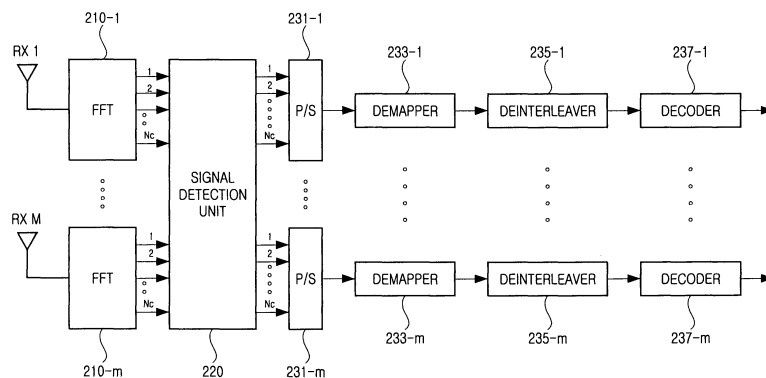 210-1
231-1
RX 1
233-1
235-1
237-1
FFT
1
2
Nc
1
2
Nc
P/S
DEMAPPER
DEINTERLEAVER
DECODER
SIGNAL
DETECTION
UNIT
RX M
FFT
1
2
Nc
1
2
Nc
P/S
DEMAPPER
DEINTERLEAVER
DECODER
233-m
235-m
237-m
210-m
220
231-m